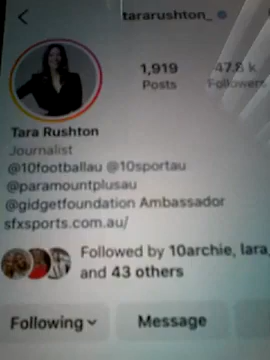 tararushton_
1,919 47.8 k
Posts Followers
Tara Rushton
Journalist
@10footballau @10sportau
@paramountplusau
@gidgetfoundation Ambassador
sfxsports.com.au/
Followed by 10archie, lara
and 43 others
Following Message